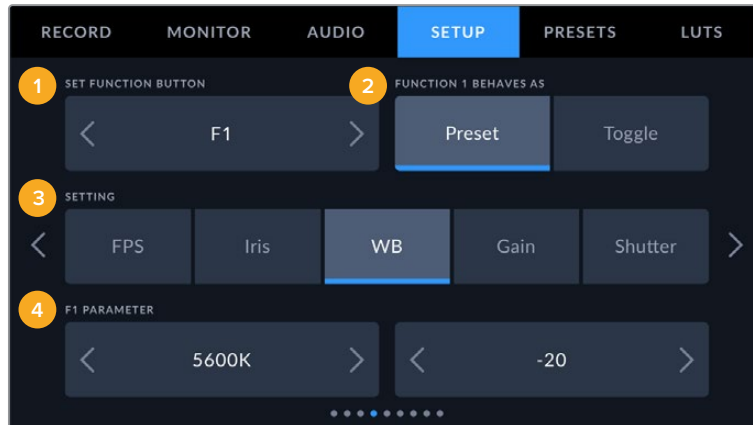 RECORD MONITOR AUDIO SETUP PRESETS LUTS
1 SET FUNCTION BUTTON 2 FUNCTION 1 BEHAVES AS
F1 Preset Toggle
3 SETTING
FPS Iris WB Gain Shutter
4 F1 PARAMETER
5600K -20